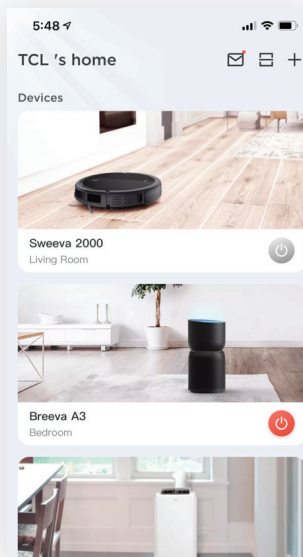 5:48
TCL 's home
Devices
Sweeva 2000
Living Room
Breeva A3
Bedroom